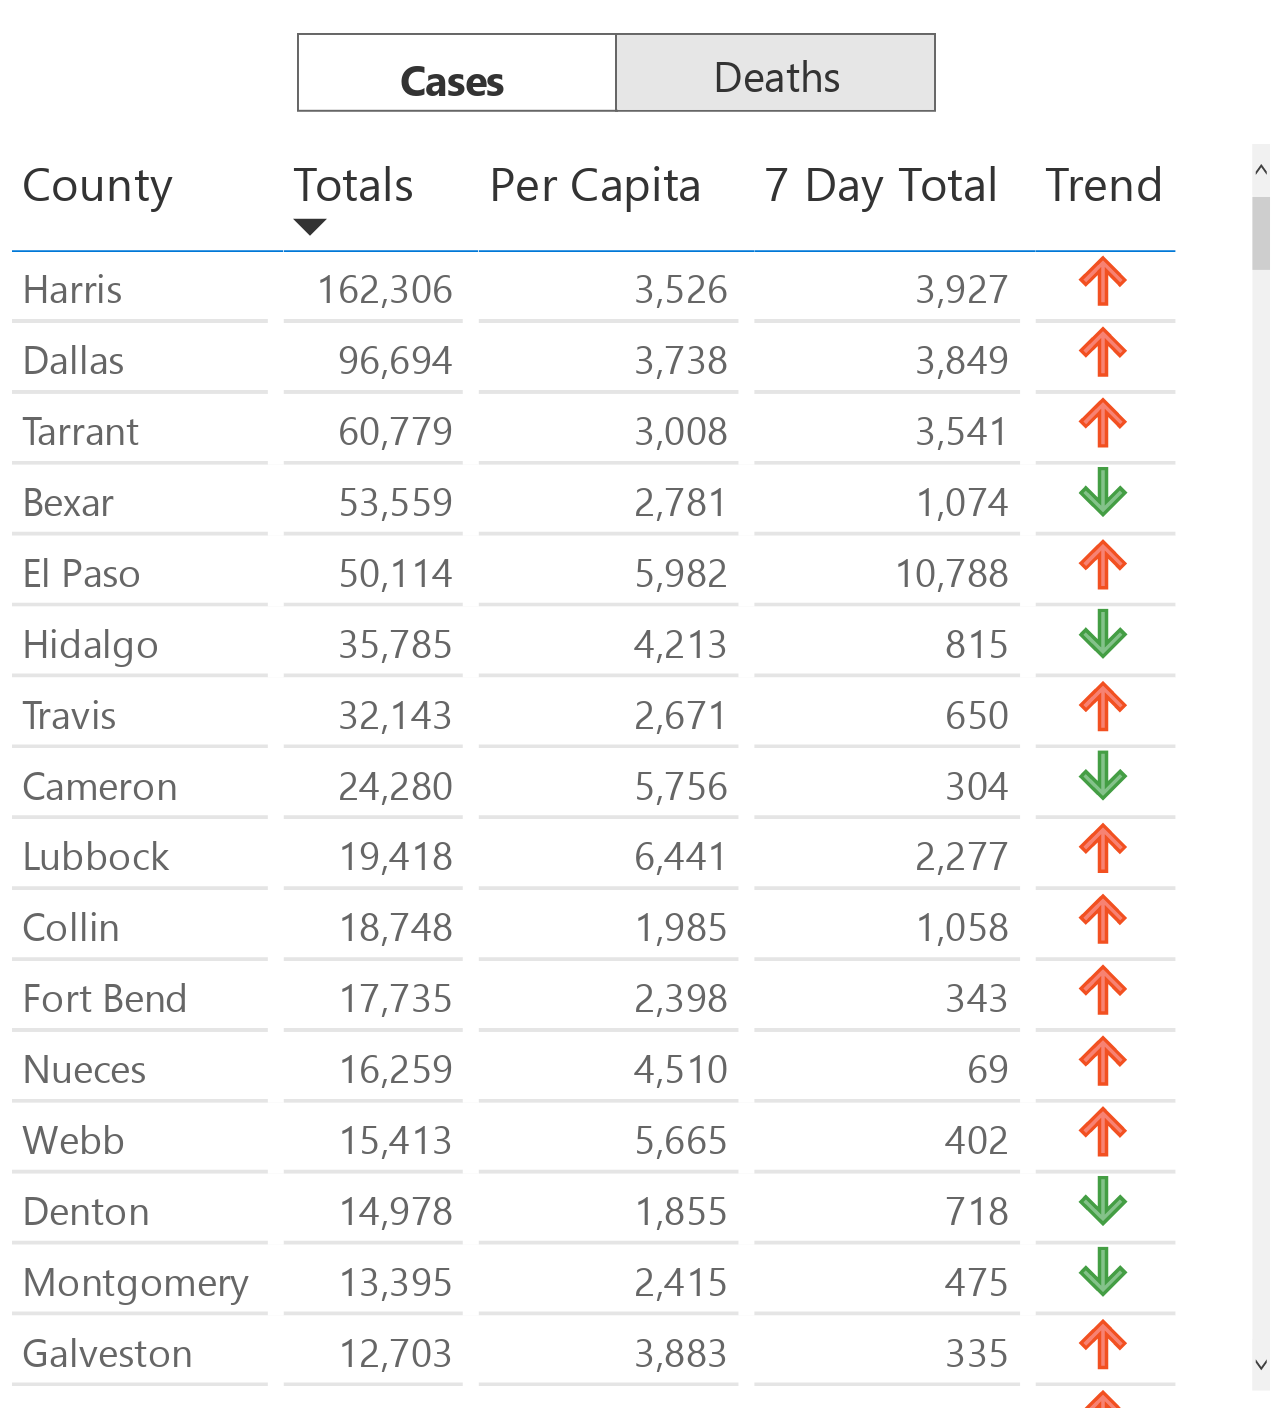 Cases Deaths
County Totals Per Capita 7 Day Total Trend
Harris 162,306 3,526 3,927
Dallas 96,694 3,738 3,849
Tarrant 60,779 3,008 3,541
Bexar 53,559 2,781 1,074
El Paso 50,114 5,982 10,788
Hidalgo 35,785 4,213 815
Travis 32,143 2,671 650
Cameron 24,280 5,756 304
Lubbock 19,418 6,441 2,277
Collin 18,748 1,985 1,058
Fort Bend 17,735 2,398 343
Nueces 16,259 4,510 69
Webb 15,413 5,665 402
Denton 14,978 1,855 718
Montgomery 13,395 2,415 475
Galveston 12,703 3,883 335